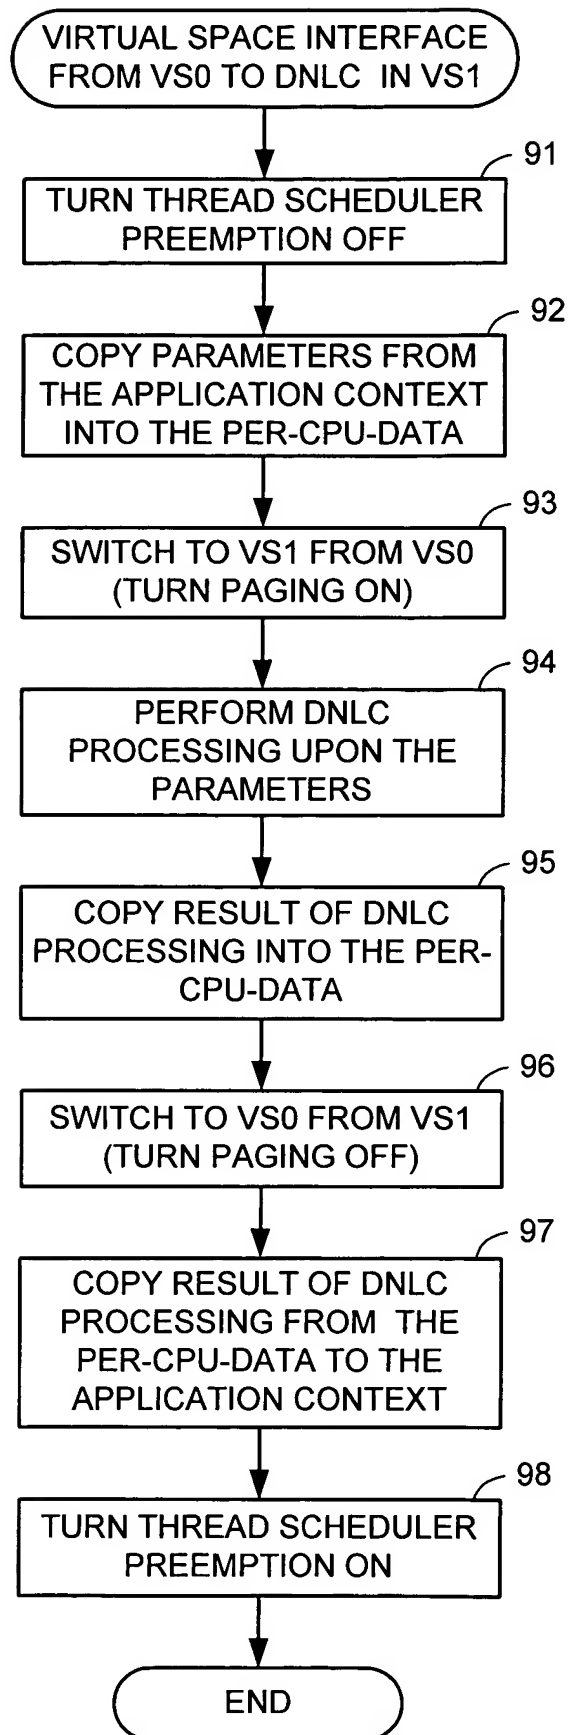 VIRTUAL SPACE INTERFACE
FROM VS0 TO DNLC IN VS1
91
TURN THREAD SCHEDULER
PREEMPTION OFF
92
COPY PARAMETERS FROM
THE APPLICATION CONTEXT
INTO THE PER-CPU-DATA
93
SWITCH TO VS1 FROM VS0
(TURN PAGING ON)
94
PERFORM DNLC
PROCESSING UPON THE
PARAMETERS
95
COPY RESULT OF DNLC
PROCESSING INTO THE PER-
CPU-DATA
96
SWITCH TO VS0 FROM VS1
(TURN PAGING OFF)
97
COPY RESULT OF DNLC
PROCESSING FROM THE
PER-CPU-DATA TO THE
APPLICATION CONTEXT
98
TURN THREAD SCHEDULER
PREEMPTION ON
END